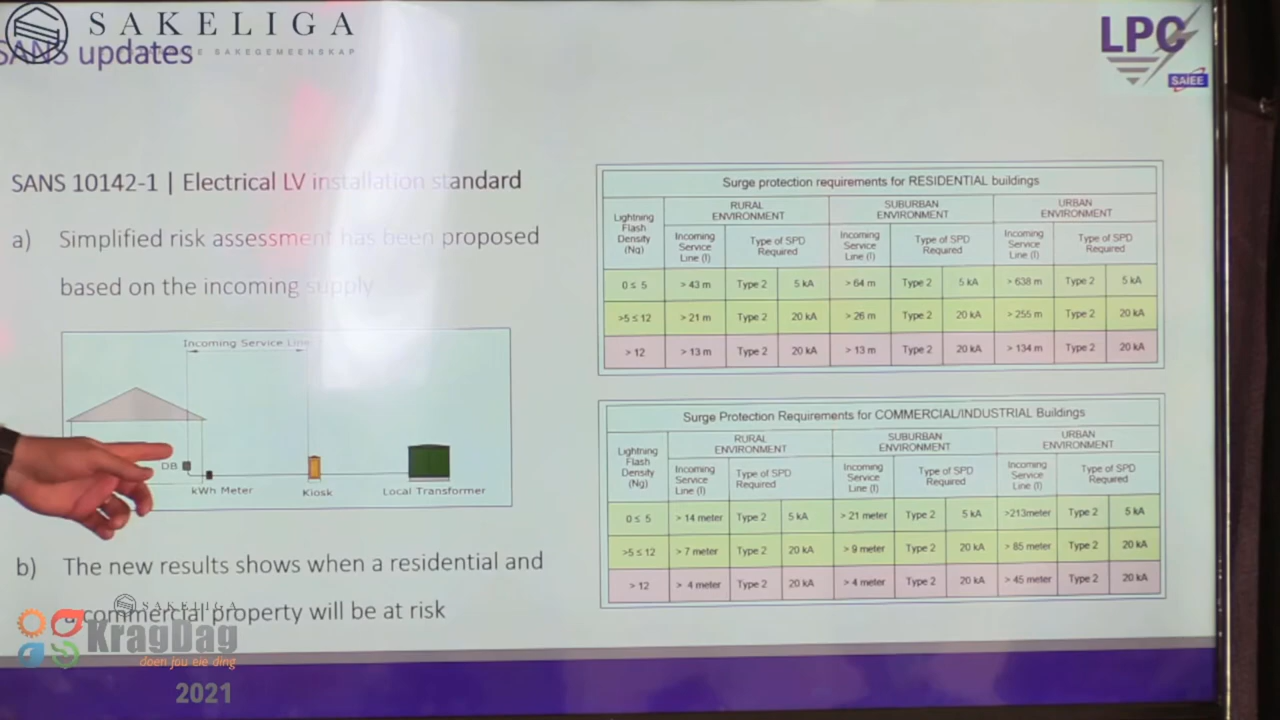 SAKELIGA
SAKEGEMEENSKAP
SANS updates
LPC
SAIEE
SANS 10142-1 | Electrical LV installation standard
a) Simplified risk assessment has been proposed
based on the incoming supply
Incoming Service Line
DB
kWh Meter
Kiosk
Local Transformer
b) The new results shows when a residential and
commercial property will be at risk
SAKELIGA
KragDag
doen jou eie ding
2021
Surge protection requirements for RESIDENTIAL buildings
Lightning Flash Density (Ng) RURAL ENVIRONMENT SUBURBAN ENVIRONMENT URBAN ENVIRONMENT
Incoming Service Line (l) Type of SPD Required Incoming Service Line (l) Type of SPD Required Incoming Service Line (l) Type of SPD Required
0 ≤ 5 > 43 m Type 2 5 kA > 64 m Type 2 5 kA > 638 m Type 2 5 kA
>5 ≤ 12 > 21 m Type 2 20 kA > 26 m Type 2 20 kA > 255 m Type 2 20 kA
> 12 > 13 m Type 2 20 kA > 13 m Type 2 20 kA > 134 m Type 2 20 kA
Surge Protection Requirements for COMMERCIAL/INDUSTRIAL Buildings
Lightning Flash Density (Ng) RURAL ENVIRONMENT SUBURBAN ENVIRONMENT URBAN ENVIRONMENT
Incoming Service Line (l) Type of SPD Required Incoming Service Line (l) Type of SPD Required Incoming Service Line (l) Type of SPD Required
0 ≤ 5 > 14 meter Type 2 5 kA > 21 meter Type 2 5 kA >213meter Type 2 5 kA
>5 ≤ 12 > 7 meter Type 2 20 kA > 9 meter Type 2 20 kA > 85 meter Type 2 20 kA
> 12 > 4 meter Type 2 20 kA > 4 meter Type 2 20 kA > 45 meter Type 2 20 kA